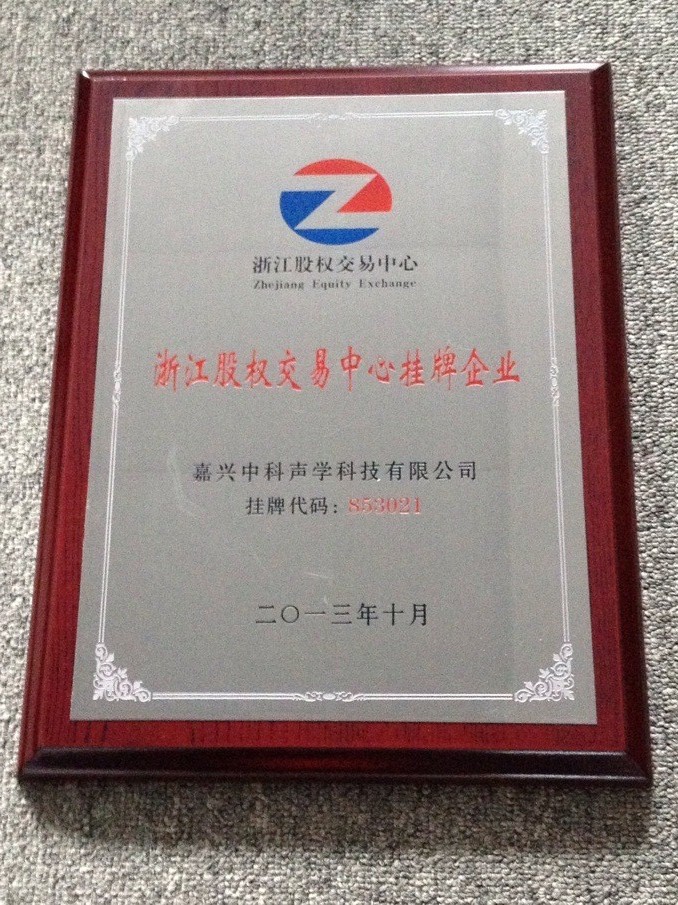 浙江股权交易中心
Zhejiang Equity Exchange
浙江股权交易中心挂牌企业
嘉兴中科声学科技有限公司
挂牌代码：853021
二〇一三年十月